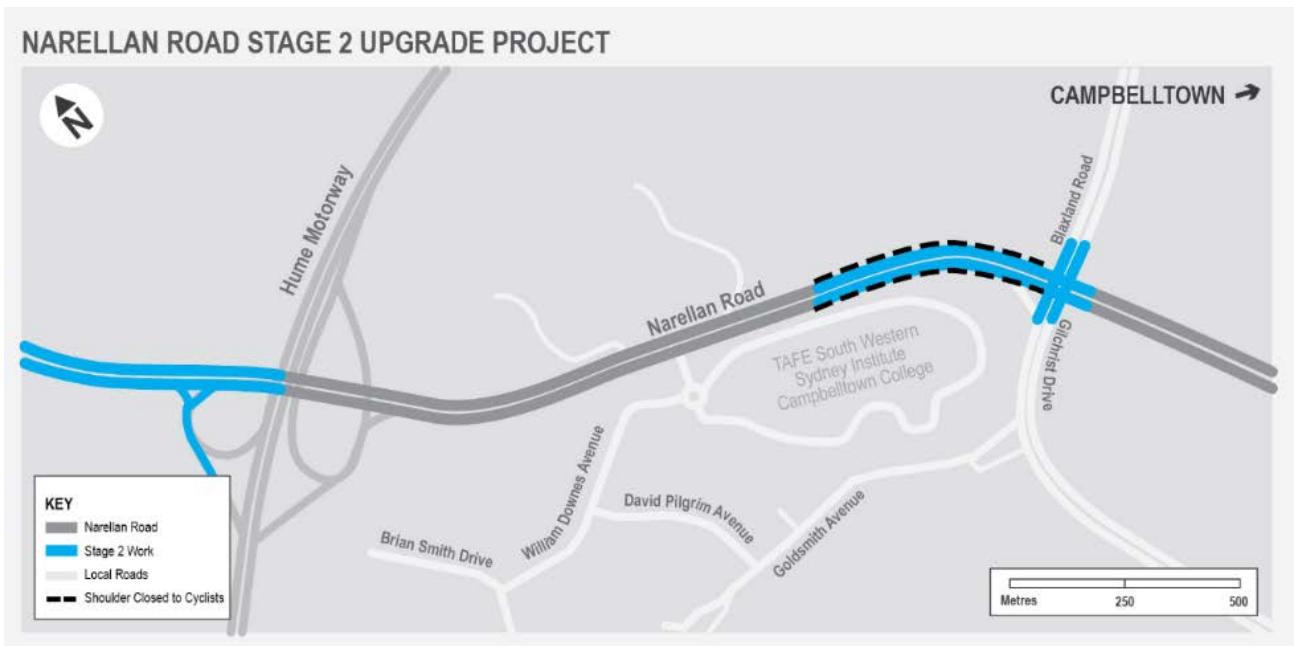 NARELLAN ROAD STAGE 2 UPGRADE PROJECT
N
CAMPBELLTOWN
Hume Motorway
Blaxland Road
Narellan Road
TAFE South Western
Sydney Institute
Campbelltown College
Gilchrist Drive
William Downes Avenue
David Pilgrim Avenue
Goldsmith Avenue
Brian Smith Drive
KEY
Narellan Road
Stage 2 Work
Local Roads
Shoulder Closed to Cyclists
Metres 250 500